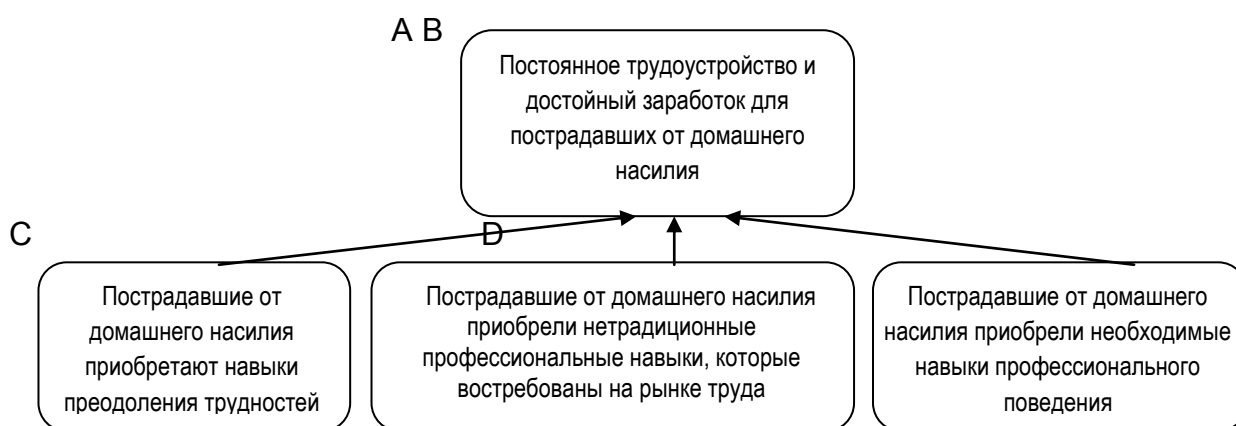 A B
Постоянное трудоустройство и
достойный заработок для
пострадавших от домашнего
насилия
C
D
Пострадавшие от
домашнего насилия
приобретают навыки
преодоления трудностей
Пострадавшие от домашнего насилия
приобрели нетрадиционные
профессиональные навыки, которые
востребованы на рынке труда
Пострадавшие от домашнего
насилия приобрели необходимые
навыки профессионального
поведения